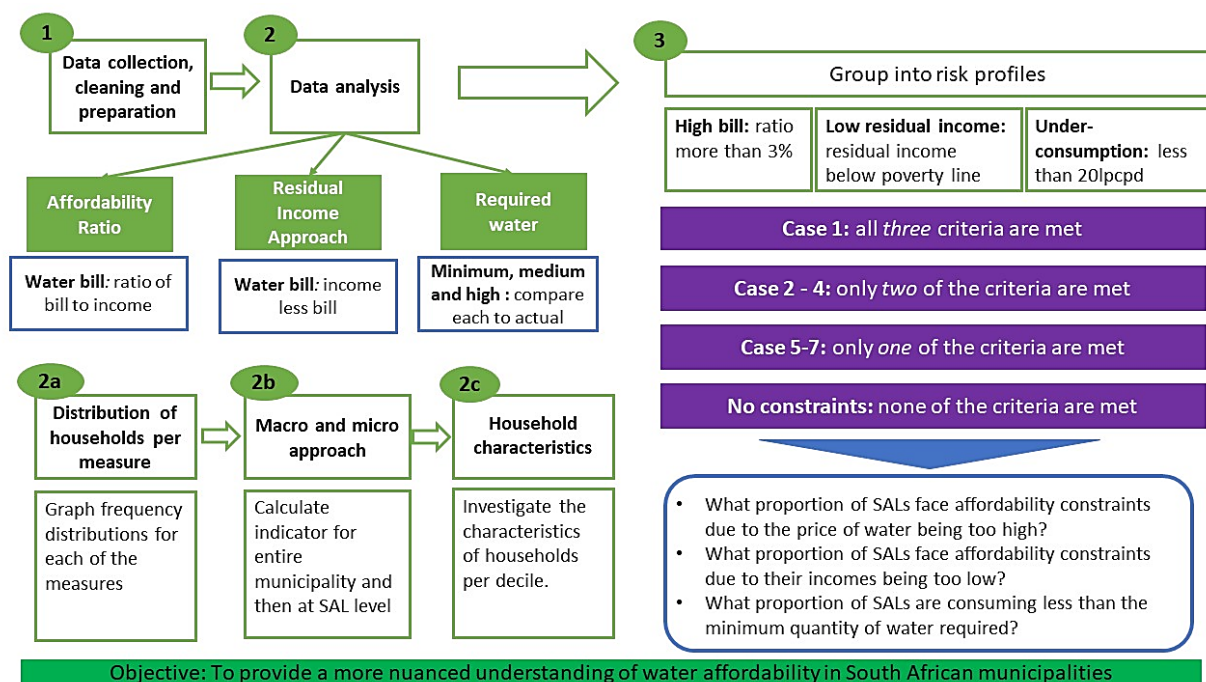 1
Data collection,
cleaning and
preparation
2
Data analysis
Affordability
Ratio
Water bill: ratio of
bill to income
Residual
Income
Approach
Water bill: income
less bill
Required
water
Minimum, medium
and high : compare
each to actual
2a
Distribution of
households per
measure
Graph frequency
distributions for
each of the
measures
2b
Macro and micro
approach
Calculate
indicator for
entire
municipality and
then at SAL level
2c
Household
characteristics
Investigate the
characteristics
of households
per decile.
3
Group into risk profiles
High bill: ratio
more than 3%
Low residual income:
residual income
below poverty line
Under-
consumption: less
than 20lpcpd
Case 1: all three criteria are met
Case 2 - 4: only two of the criteria are met
Case 5-7: only one of the criteria are met
No constraints: none of the criteria are met
• What proportion of SALs face affordability constraints
due to the price of water being too high?
• What proportion of SALs face affordability constraints
due to their incomes being too low?
• What proportion of SALs are consuming less than the
minimum quantity of water required?
Objective: To provide a more nuanced understanding of water affordability in South African municipalities